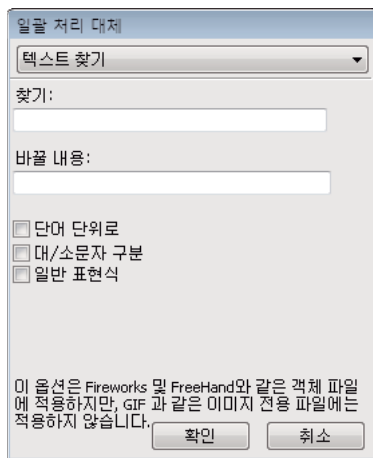 일괄 처리 대체
텍스트 찾기
찾기:
바꿀 내용:
단어 단위로
대/소문자 구분
일반 표현식
이 옵션은 Fireworks 및 FreeHand와 같은 객체 파일
에 적용하지만, GIF 과 같은 이미지 전용 파일에는
적용하지 않습니다.
확인 취소